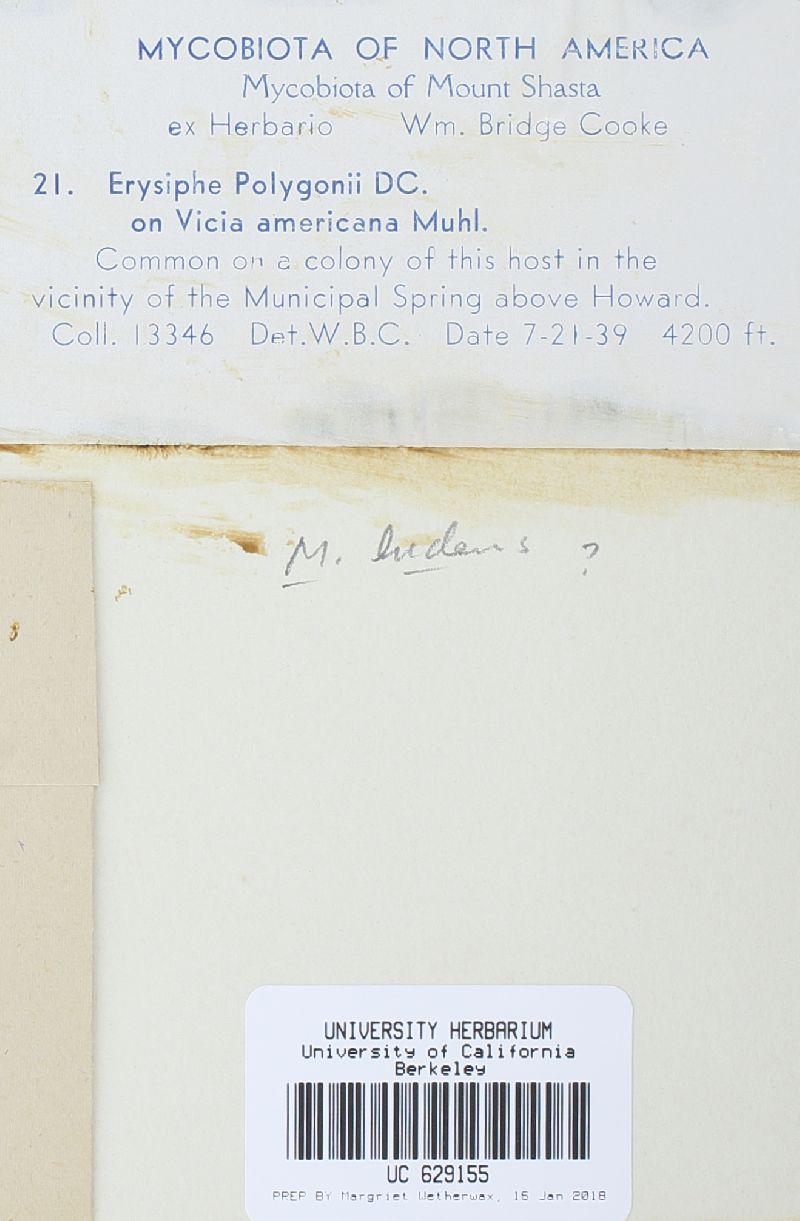 MYCOBIOTA OF NORTH AMERICA
Mycobiota of Mount Shasta
ex Herbario Wm. Bridge Cooke
21. Erysiphe Polygonii DC.
on Vicia americana Muhl.
Common on a colony of this host in the
vicinity of the Municipal Spring above Howard.
Coll. 13346 Det.W.B.C. Date 7-21-39 4200 ft.
M. ludens ?
UNIVERSITY HERBARIUM
University of California
Berkeley
UC 629155
PREP BY Margriet Wetherwax, 16 Jan 2018